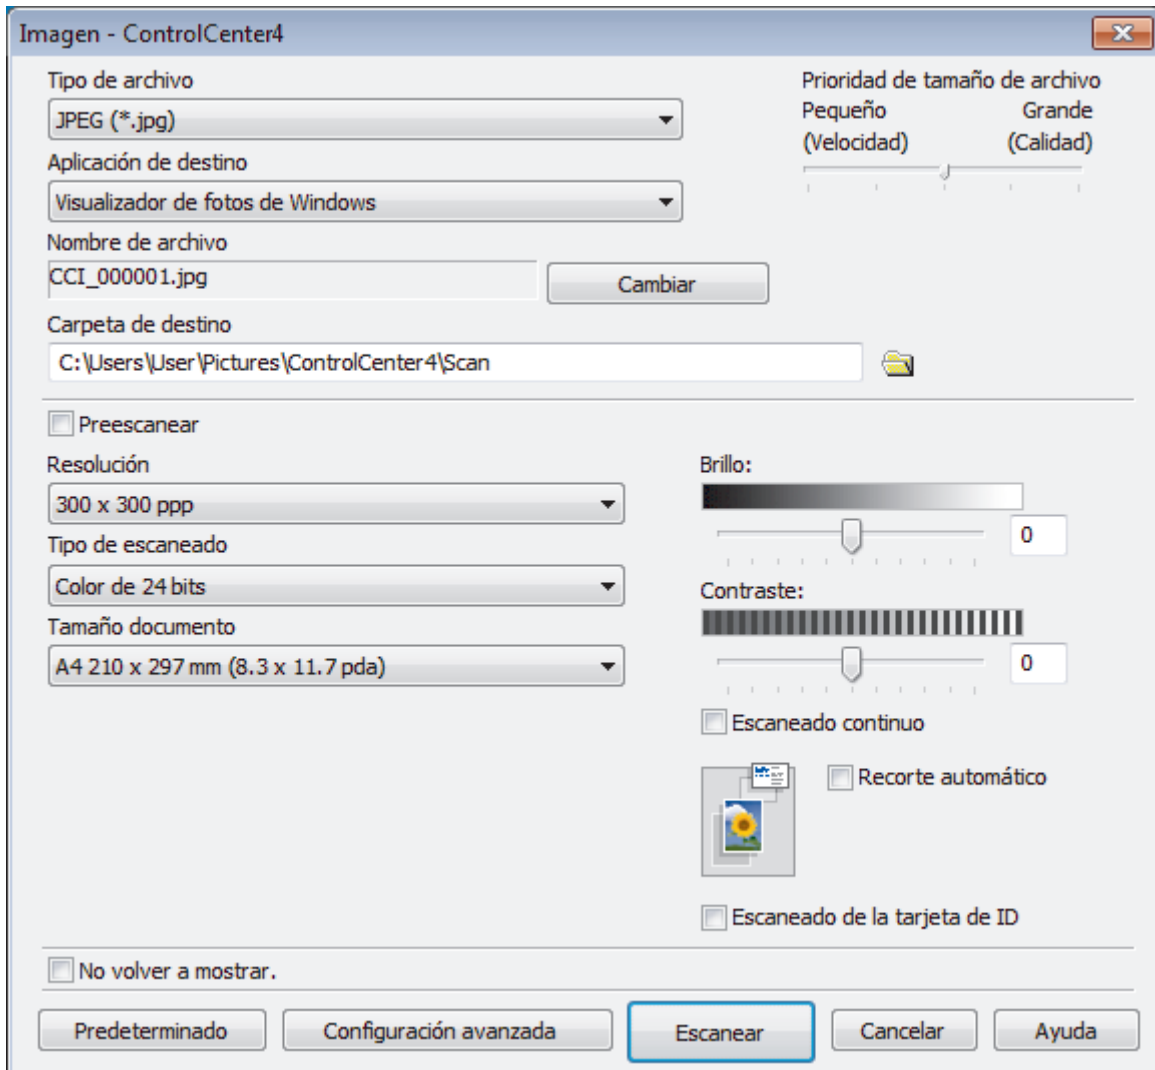 Imagen - ControlCenter4
Tipo de archivo
JPEG (*.jpg)
Aplicación de destino
Visualizador de fotos de Windows
Nombre de archivo
CCI_000001.jpg
Cambiar
Carpeta de destino
C:\Users\User\Pictures\ControlCenter4\Scan
Prioridad de tamaño de archivo
Pequeño Grande
(Velocidad) (Calidad)
Preescanear
Resolución
300 x 300 ppp
Tipo de escaneado
Color de 24 bits
Tamaño documento
A4 210 x 297 mm (8.3 x 11.7 pda)
Brillo:
0
Contraste:
0
Escaneado continuo
Recorte automático
Escaneado de la tarjeta de ID
No volver a mostrar.
Predeterminado Configuración avanzada Escanear Cancelar Ayuda